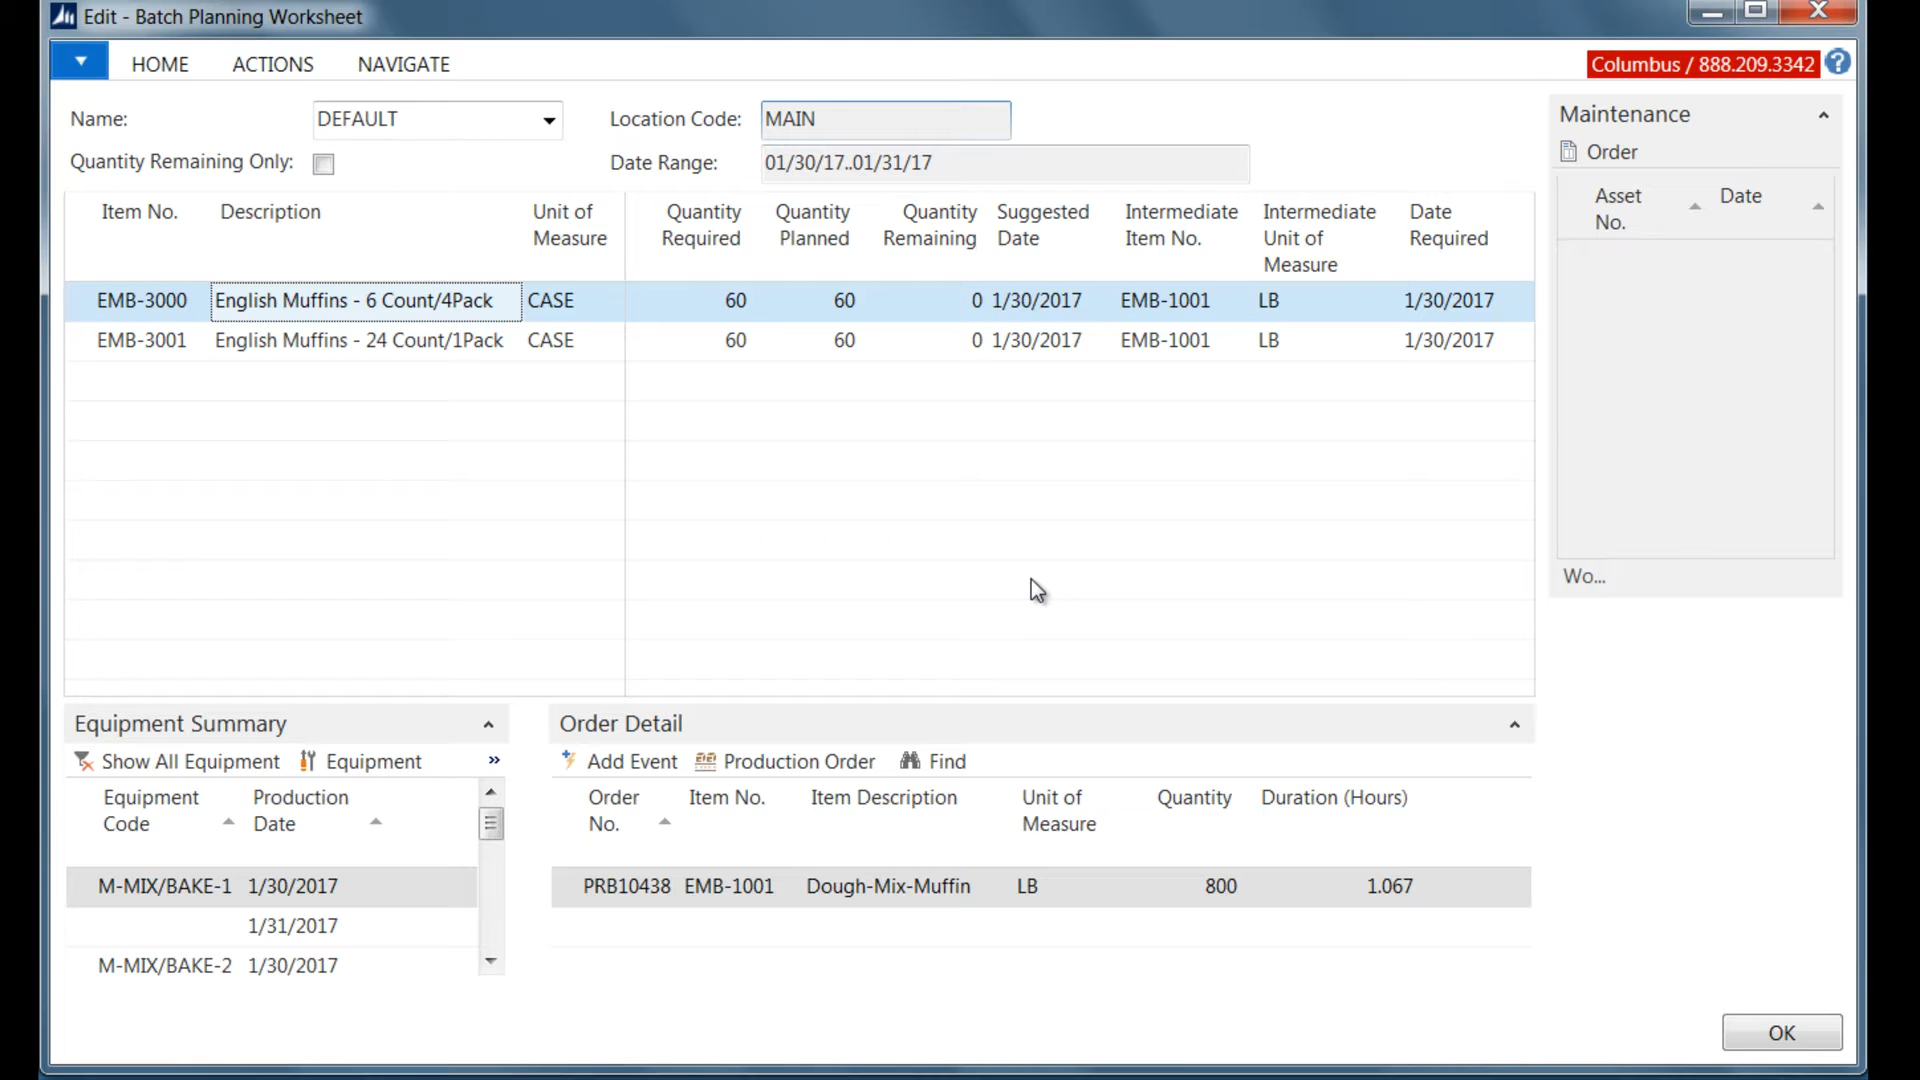 Edit - Batch Planning Worksheet
HOME ACTIONS NAVIGATE
Columbus / 888.209.3342
?
Name: DEFAULT Location Code: MAIN
Quantity Remaining Only: Date Range: 01/30/17..01/31/17
Item No. Description Unit of Measure Quantity Required Quantity Planned Quantity Remaining Suggested Date Intermediate Item No. Intermediate Unit of Measure Date Required
EMB-3000 English Muffins - 6 Count/4Pack CASE 60 60 0 1/30/2017 EMB-1001 LB 1/30/2017
EMB-3001 English Muffins - 24 Count/1Pack CASE 60 60 0 1/30/2017 EMB-1001 LB 1/30/2017
Maintenance
Order
Asset No. Date
Wo...
Equipment Summary
Show All Equipment Equipment »
Equipment Code Production Date
M-MIX/BAKE-1 1/30/2017
1/31/2017
M-MIX/BAKE-2 1/30/2017
Order Detail
Add Event Production Order Find
Order No. Item No. Item Description Unit of Measure Quantity Duration (Hours)
PRB10438 EMB-1001 Dough-Mix-Muffin LB 800 1.067
OK